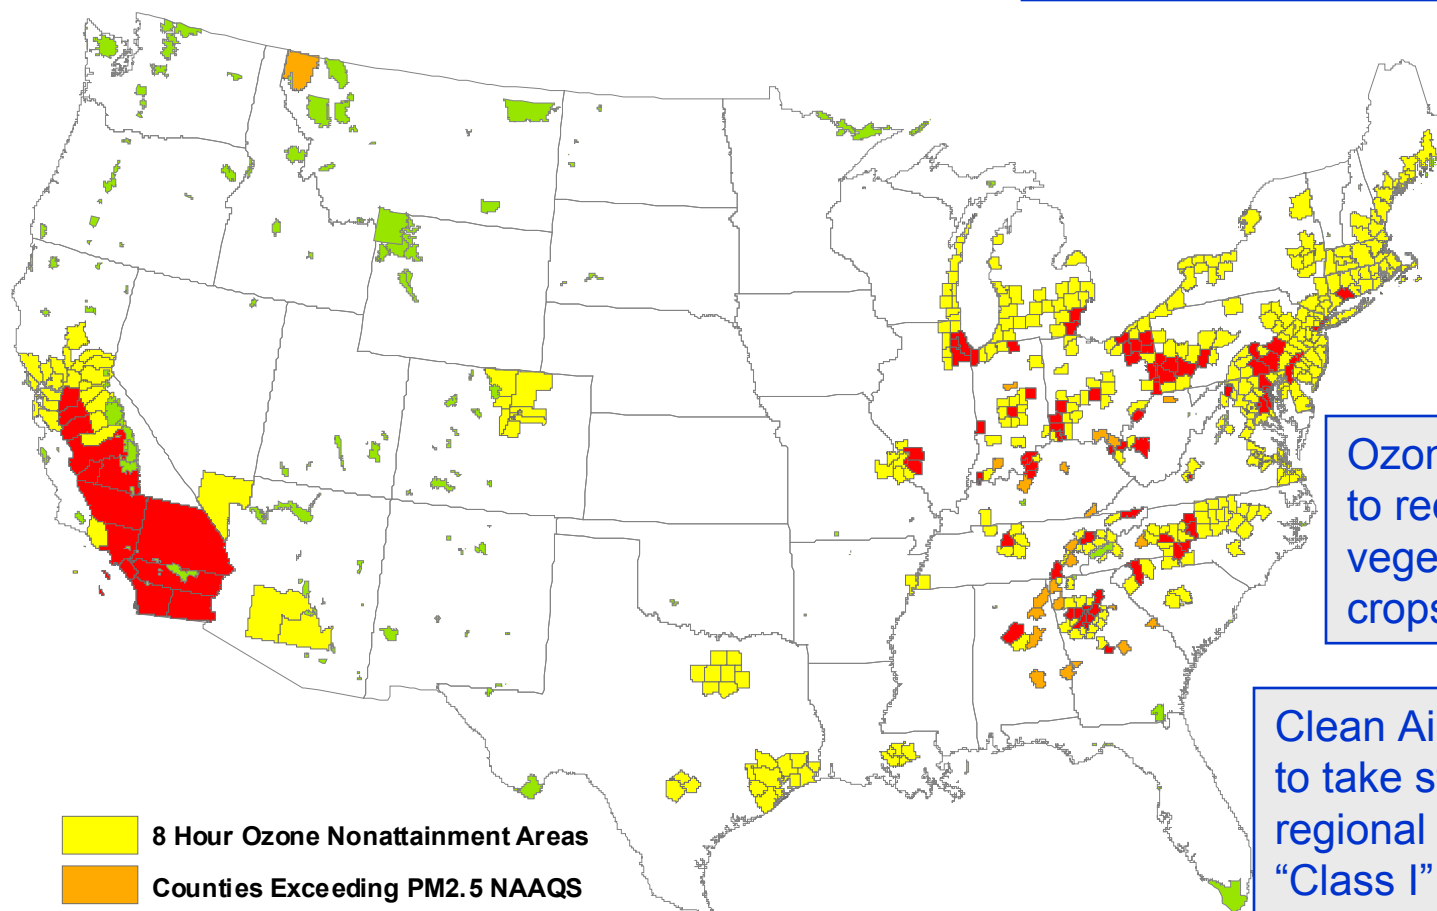 Ozon
to rec
vege
crops
Clean Ai
to take s
regional
“Class I”
8 Hour Ozone Nonattainment Areas
Counties Exceeding PM2.5 NAAQS